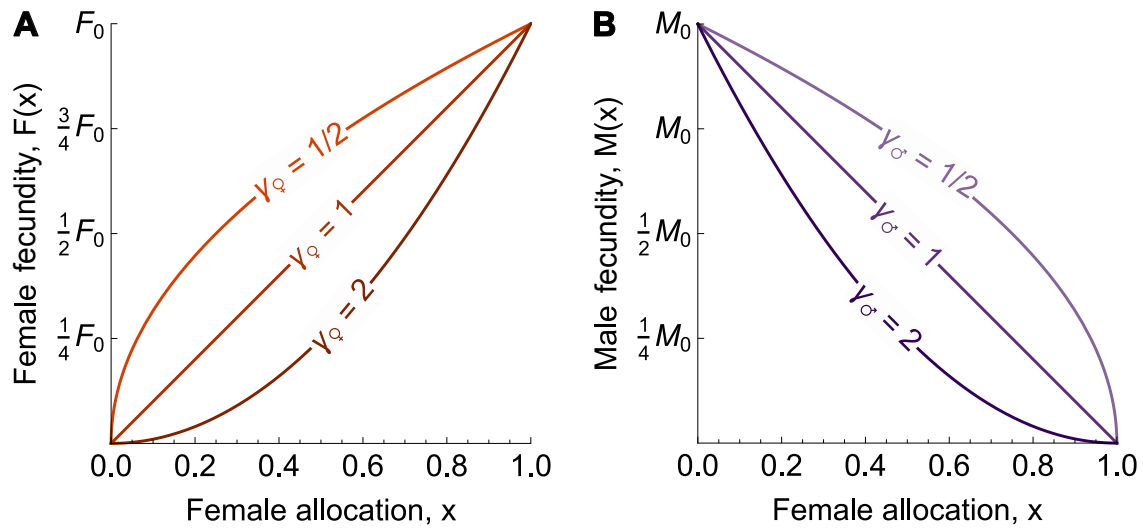 A
Female fecundity, F(x)
F₀
¾F₀
½F₀
¼F₀
γ♀ = 1/2
γ♀ = 1
γ♀ = 2
0.0 0.2 0.4 0.6 0.8 1.0
Female allocation, x
B
Male fecundity, M(x)
M₀
M₀
½M₀
¼M₀
γ♂ = 1/2
γ♂ = 1
γ♂ = 2
0.0 0.2 0.4 0.6 0.8 1.0
Female allocation, x